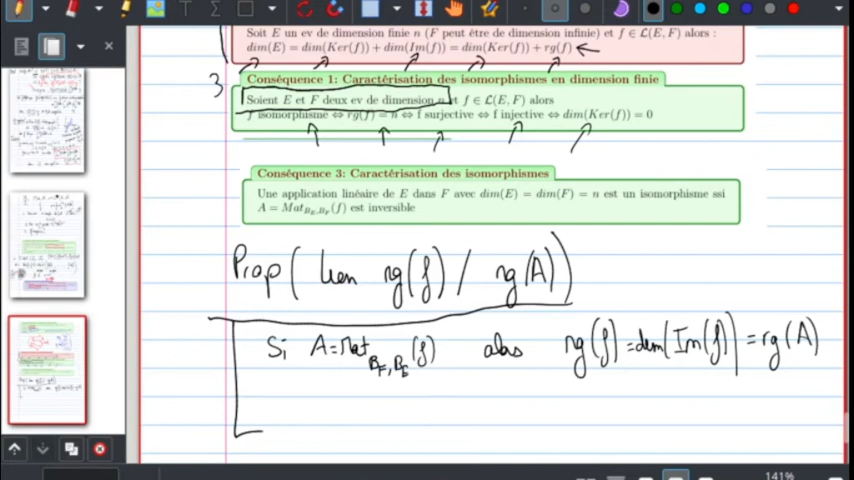 Soit E un ev de dimension finie n (F peut être de dimension infinie) et f ∈ L(E, F) alors :
dim(E) = dim(Ker(f)) + dim(Im(f)) = dim(Ker(f)) + rg(f) ←
3 Conséquence 1: Caractérisation des isomorphismes en dimension finie
Soient E et F deux ev de dimension n et f ∈ L(E, F) alors
f isomorphisme ⇔ rg(f) = n ⇔ f surjective ⇔ f injective ⇔ dim(Ker(f)) = 0
Conséquence 3: Caractérisation des isomorphismes
Une application linéaire de E dans F avec dim(E) = dim(F) = n est un isomorphisme ssi
A = Mat_{B_E,B_F}(f) est inversible
Prop (lien rg(f) / rg(A))
Si A = Mat_{B_F,B_E}(f) alors rg(f) = dim(Im(f)) = rg(A)
141%